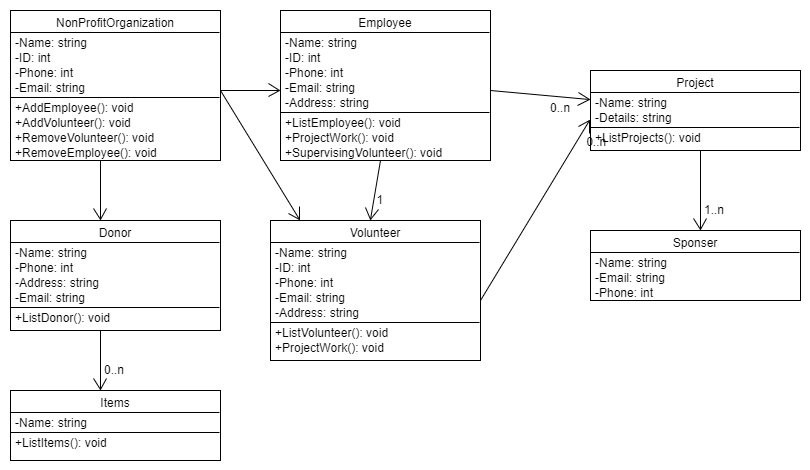 NonProfitOrganization
-Name: string
-ID: int
-Phone: int
-Email: string
+AddEmployee(): void
+AddVolunteer(): void
+RemoveVolunteer(): void
+RemoveEmployee(): void
Employee
-Name: string
-ID: int
-Phone: int
-Email: string
-Address: string
+ListEmployee(): void
+ProjectWork(): void
+SupervisingVolunteer(): void
0..n
Project
-Name: string
-Details: string
+ListProjects(): void
0..n
1
1..n
Donor
-Name: string
-Phone: int
-Address: string
-Email: string
+ListDonor(): void
Volunteer
-Name: string
-ID: int
-Phone: int
-Email: string
-Address: string
+ListVolunteer(): void
+ProjectWork(): void
Sponser
-Name: string
-Email: string
-Phone: int
0..n
Items
-Name: string
+ListItems(): void